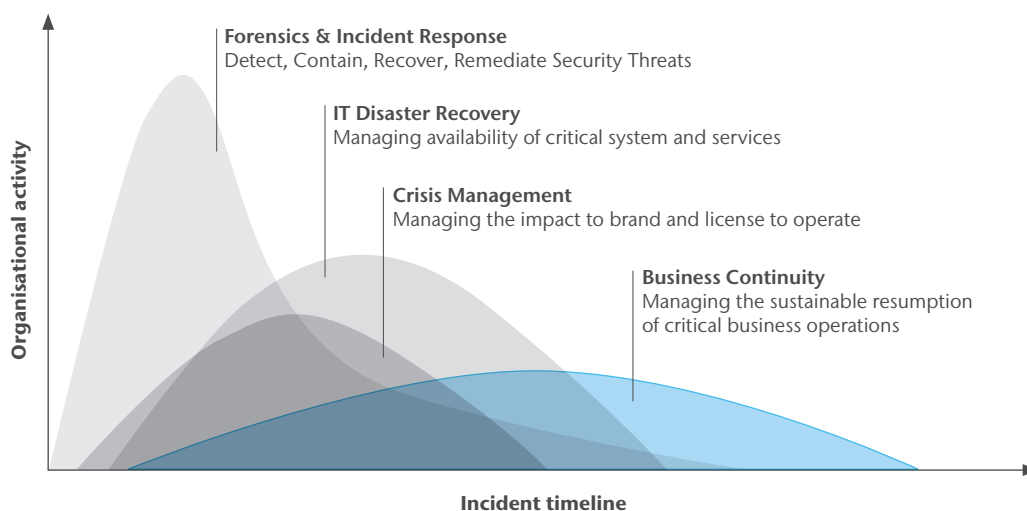 Forensics & Incident Response
Detect, Contain, Recover, Remediate Security Threats
IT Disaster Recovery
Managing availability of critical system and services
Crisis Management
Managing the impact to brand and license to operate
Business Continuity
Managing the sustainable resumption
of critical business operations
Organisational activity
Incident timeline